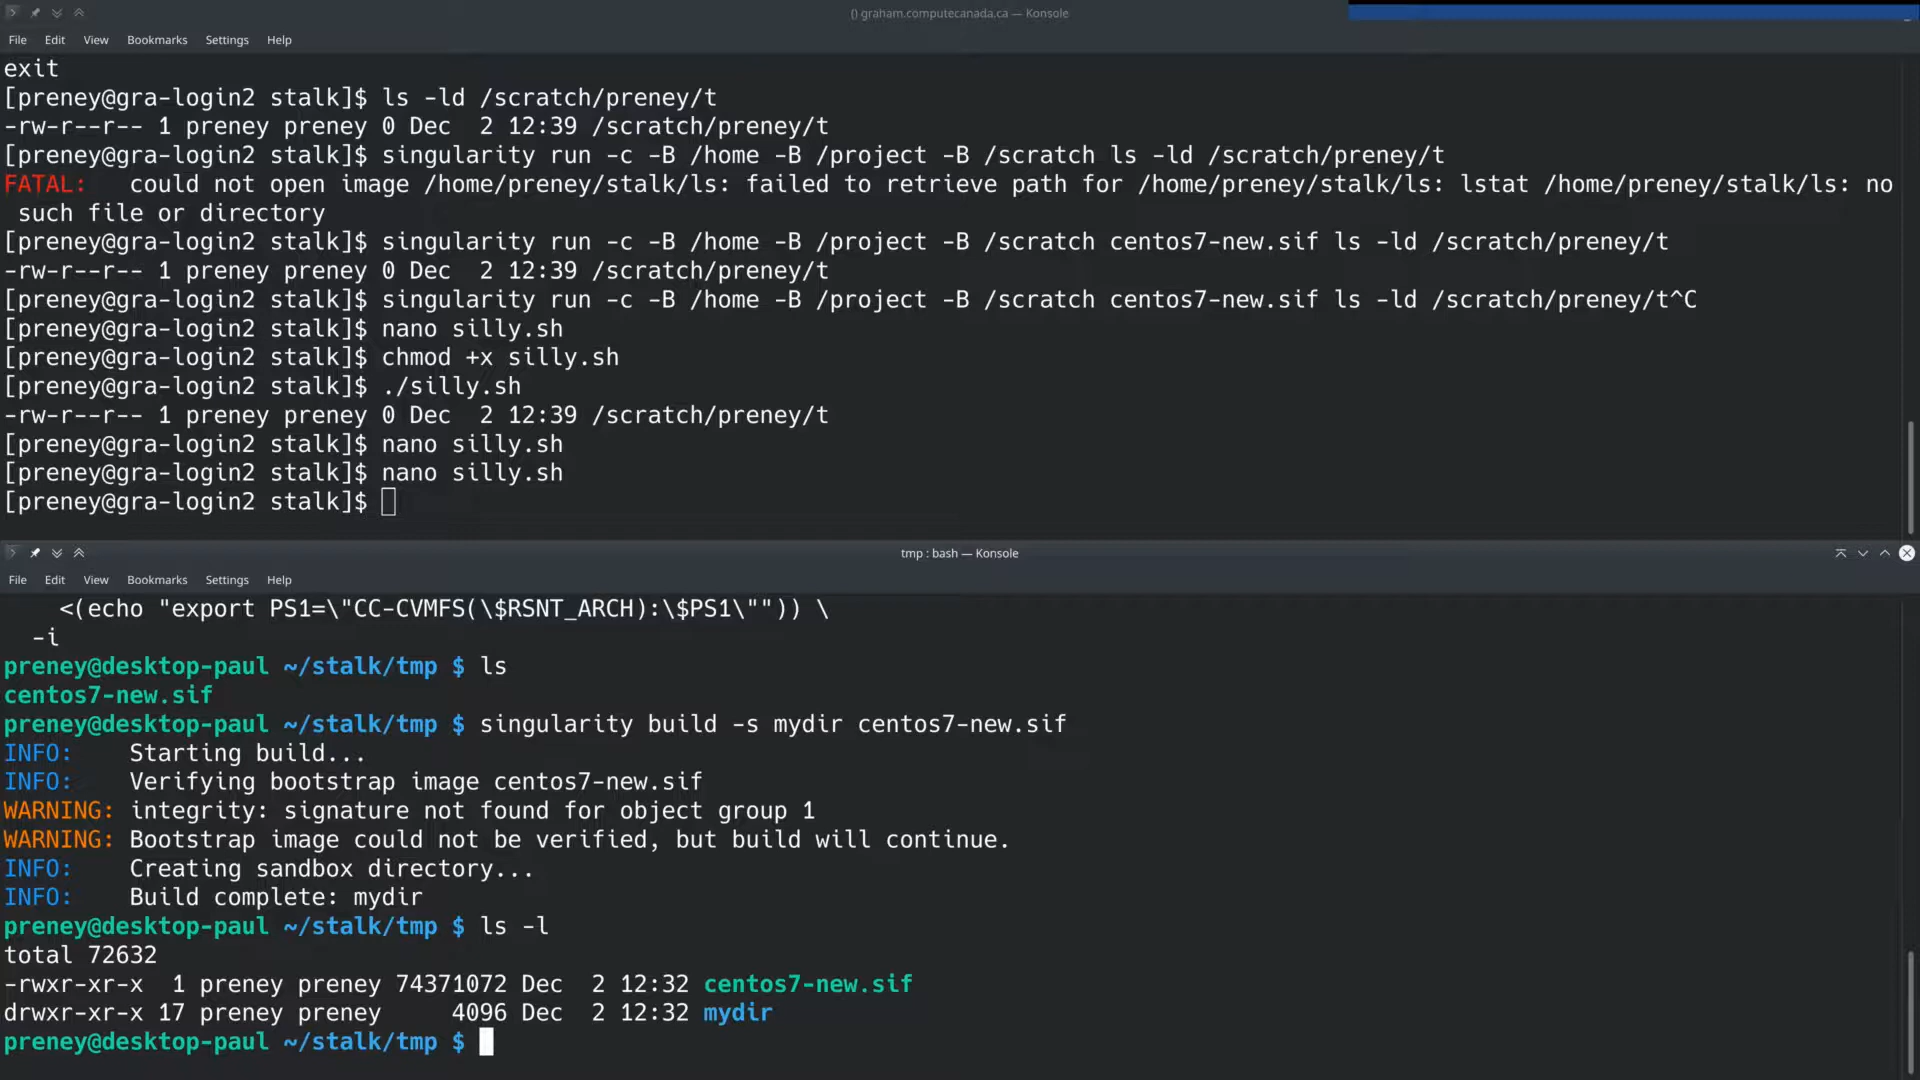 () graham.computecanada.ca — Konsole
File Edit View Bookmarks Settings Help
exit
[preney@gra-login2 stalk]$ ls -ld /scratch/preney/t
-rw-r--r-- 1 preney preney 0 Dec  2 12:39 /scratch/preney/t
[preney@gra-login2 stalk]$ singularity run -c -B /home -B /project -B /scratch ls -ld /scratch/preney/t
FATAL:   could not open image /home/preney/stalk/ls: failed to retrieve path for /home/preney/stalk/ls: lstat /home/preney/stalk/ls: no
 such file or directory
[preney@gra-login2 stalk]$ singularity run -c -B /home -B /project -B /scratch centos7-new.sif ls -ld /scratch/preney/t
-rw-r--r-- 1 preney preney 0 Dec  2 12:39 /scratch/preney/t
[preney@gra-login2 stalk]$ singularity run -c -B /home -B /project -B /scratch centos7-new.sif ls -ld /scratch/preney/t^C
[preney@gra-login2 stalk]$ nano silly.sh
[preney@gra-login2 stalk]$ chmod +x silly.sh
[preney@gra-login2 stalk]$ ./silly.sh
-rw-r--r-- 1 preney preney 0 Dec  2 12:39 /scratch/preney/t
[preney@gra-login2 stalk]$ nano silly.sh
[preney@gra-login2 stalk]$ nano silly.sh
[preney@gra-login2 stalk]$
tmp : bash — Konsole
File Edit View Bookmarks Settings Help
    <(echo "export PS1=\"CC-CVMFS(\$RSNT_ARCH):\$PS1\"")) \
  -i
preney@desktop-paul ~/stalk/tmp $ ls
centos7-new.sif
preney@desktop-paul ~/stalk/tmp $ singularity build -s mydir centos7-new.sif
INFO:    Starting build...
INFO:    Verifying bootstrap image centos7-new.sif
WARNING: integrity: signature not found for object group 1
WARNING: Bootstrap image could not be verified, but build will continue.
INFO:    Creating sandbox directory...
INFO:    Build complete: mydir
preney@desktop-paul ~/stalk/tmp $ ls -l
total 72632
-rwxr-xr-x  1 preney preney 74371072 Dec  2 12:32 centos7-new.sif
drwxr-xr-x 17 preney preney     4096 Dec  2 12:32 mydir
preney@desktop-paul ~/stalk/tmp $